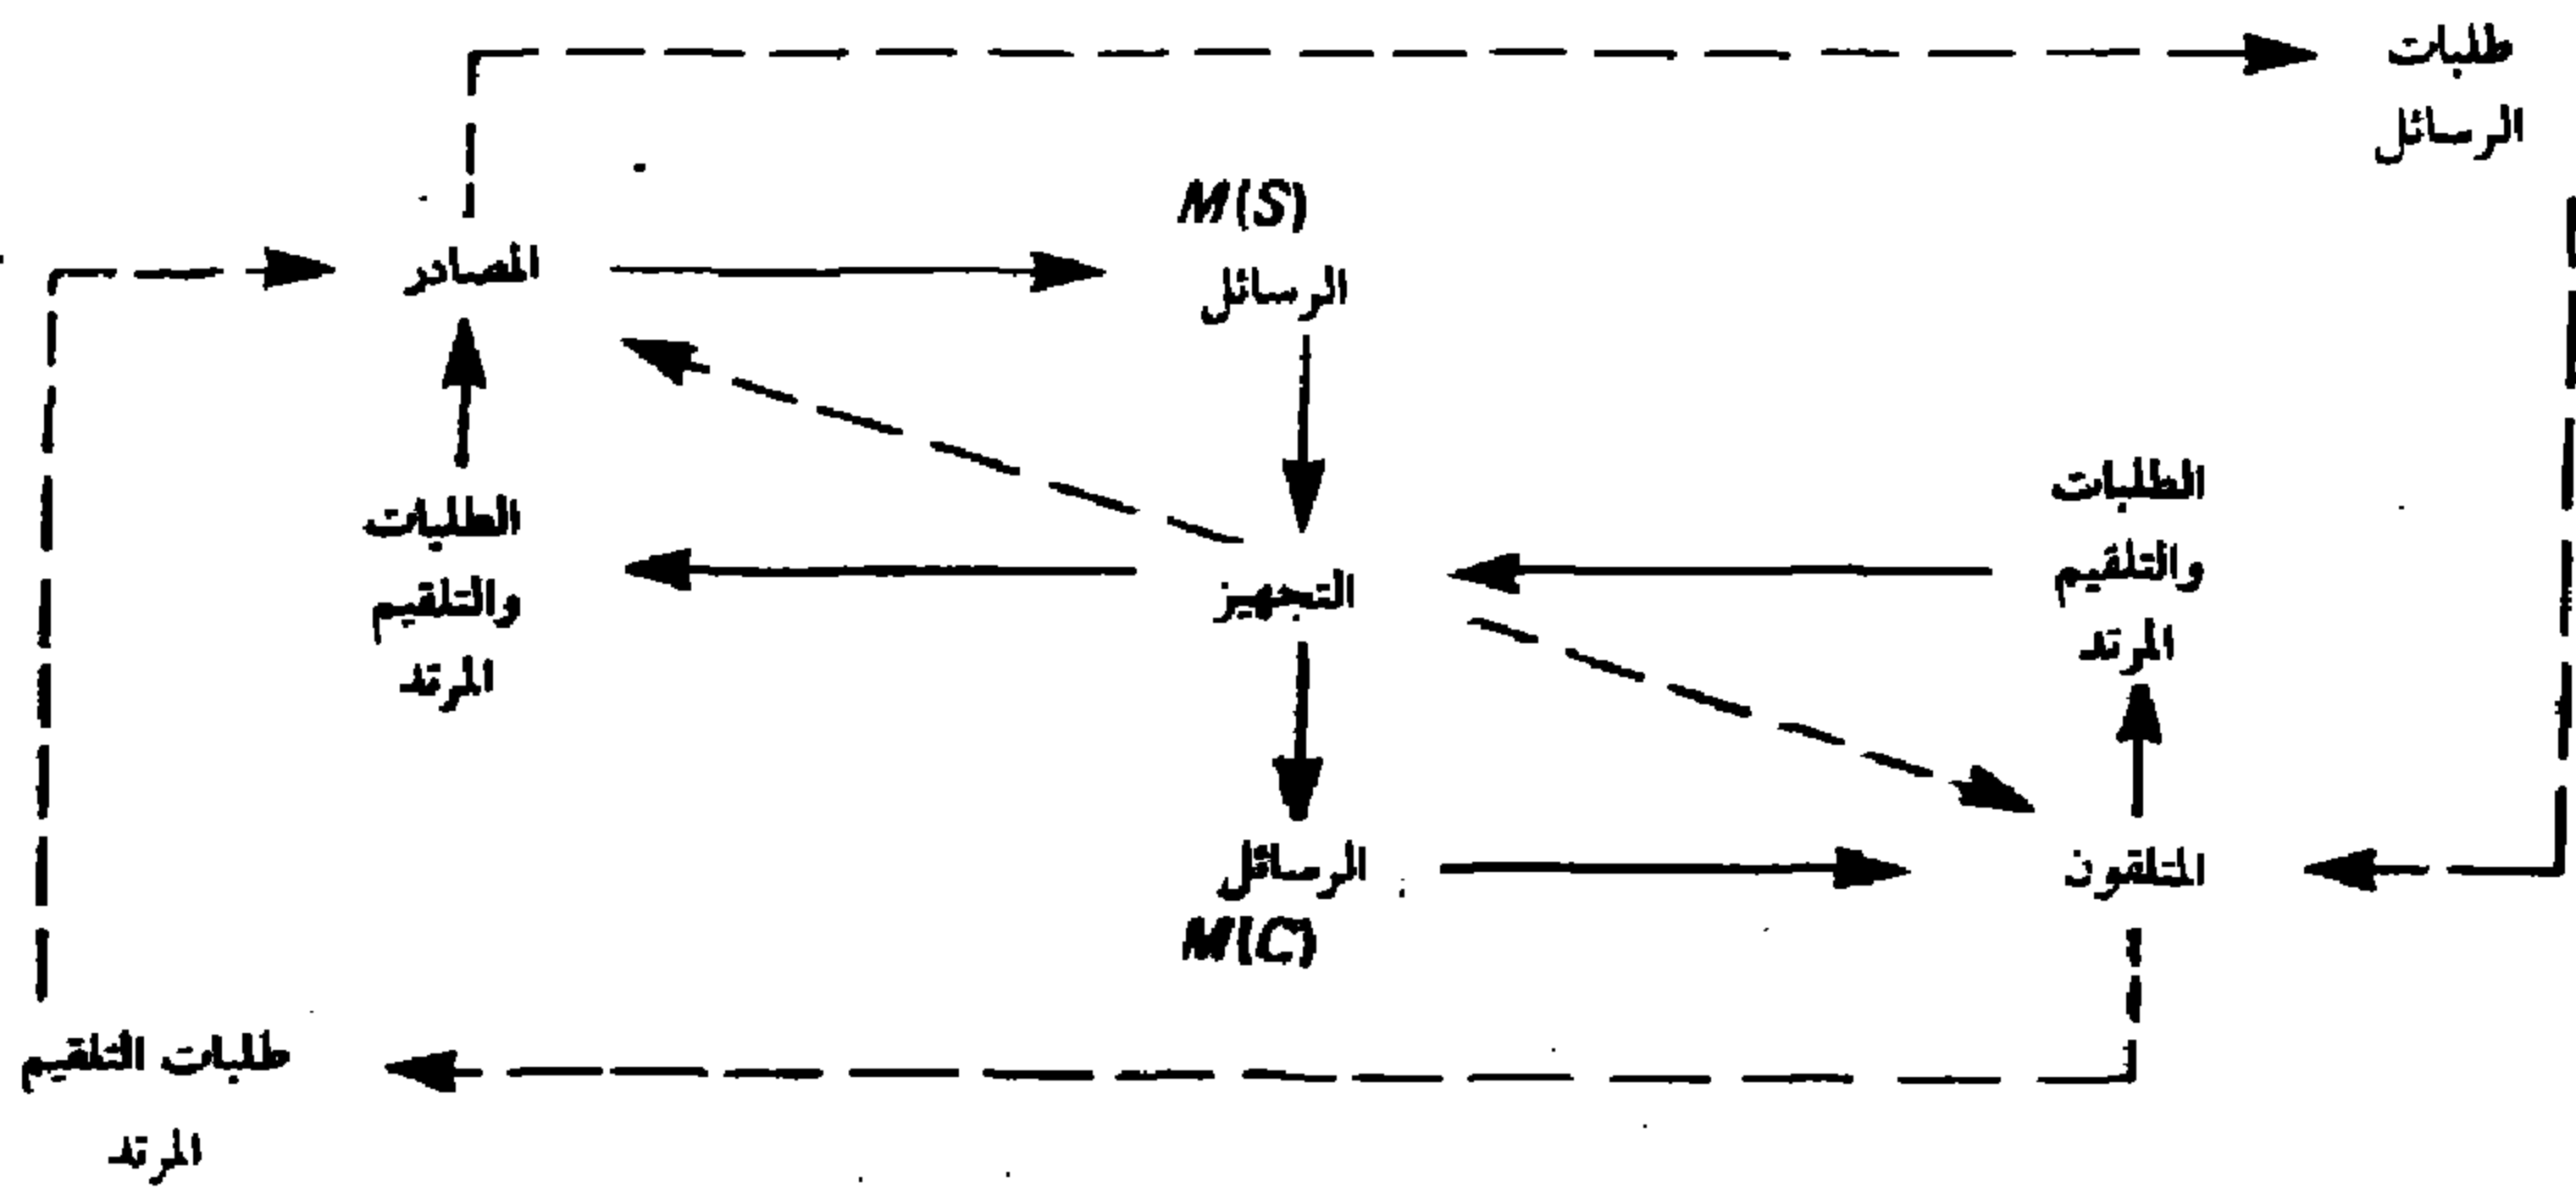 طلبات
الرسائل
M(S)
المصادر
الرسائل
الطلبات
والتلقيم
المرتد
التجهيز
الطلبات
والتلقيم
المرتد
الرسائل
M(C)
المتلقون
طلبات التلقيم
المرتد